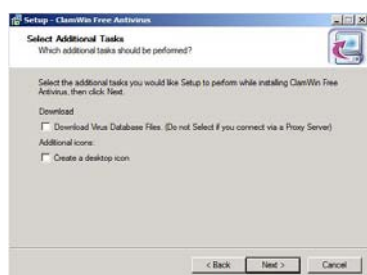 Setup - ClamWin Free Antivirus
Select Additional Tasks
Which additional tasks should be performed?
Select the additional tasks you would like Setup to perform while installing ClamWin Free
Antivirus, then click Next.
Download
Download Virus Database Files. (Do not Select if you connect via a Proxy Server)
Additional icons:
Create a desktop icon
< Back Next > Cancel